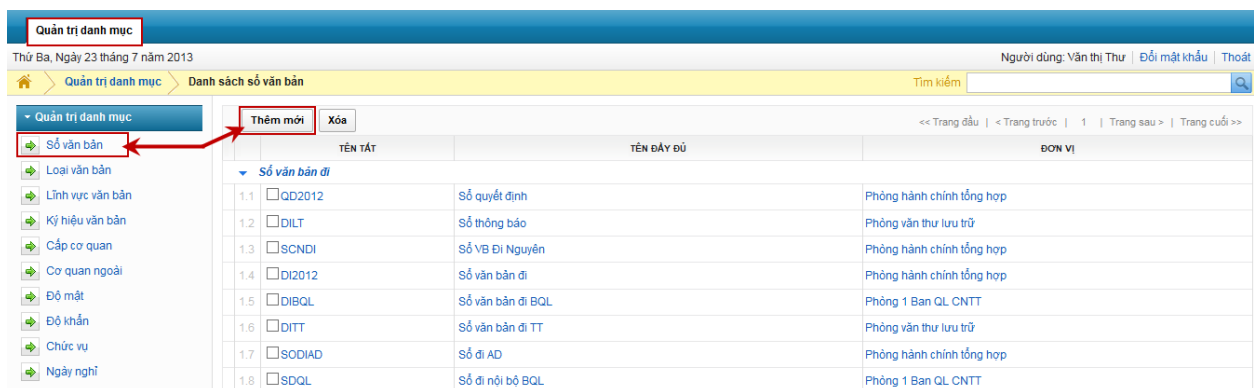 Quản trị danh mục
Thứ Ba, Ngày 23 tháng 7 năm 2013
Người dùng: Văn thị Thư | Đổi mật khẩu | Thoát
Quản trị danh mục
Danh sách sổ văn bản
Tìm kiếm
Quản trị danh mục
Thêm mới
Xóa
<< Trang đầu | < Trang trước | 1 | Trang sau > | Trang cuối >>
Sổ văn bản
Loại văn bản
Lĩnh vực văn bản
Ký hiệu văn bản
Cấp cơ quan
Cơ quan ngoài
Độ mật
Độ khẩn
Chức vụ
Ngày nghỉ
TÊN TẮT TÊN ĐẦY ĐỦ ĐƠN VỊ
Sổ văn bản đi
1.1 QD2012 Sổ quyết định Phòng hành chính tổng hợp
1.2 DILT Sổ thông báo Phòng văn thư lưu trữ
1.3 SCNDI Sổ VB Đi Nguyên Phòng hành chính tổng hợp
1.4 DI2012 Sổ văn bản đi Phòng hành chính tổng hợp
1.5 DIBQL Sổ văn bản đi BQL Phòng 1 Ban QL CNTT
1.6 DITT Sổ văn bản đi TT Phòng văn thư lưu trữ
1.7 SODIAD Sổ đi AD Phòng hành chính tổng hợp
1.8 SDQL Sổ đi nội bộ BQL Phòng 1 Ban QL CNTT